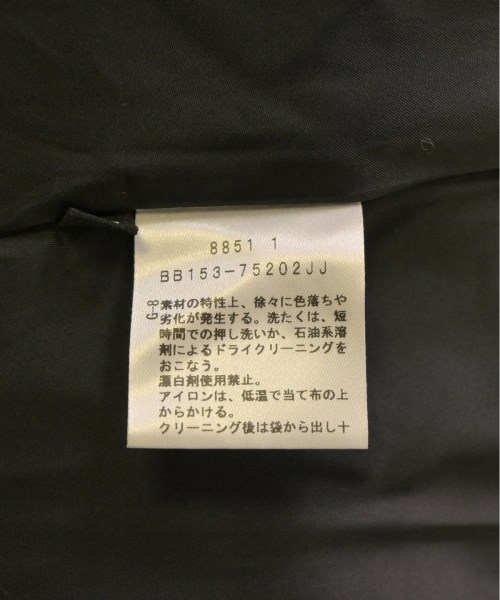 8851 1
BB153-75202JJ
素材の特性上、徐々に色落ちや
劣化が発生する。洗たくは、短
時間での押し洗いか、石油系溶
剤によるドライクリーニングを
おこなう。
漂白剤使用禁止。
アイロンは、低温で当て布の上
からかける。
クリーニング後は袋から出し十